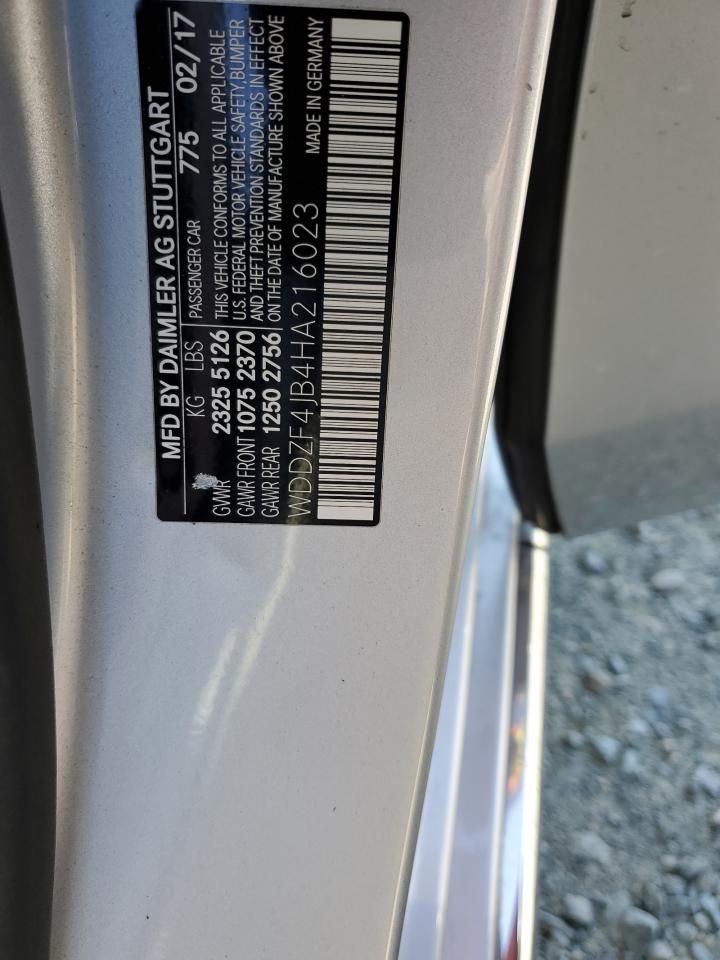 MFD BY DAIMLER AG STUTTGART
KG LBS PASSENGER CAR 775 02/17
GVWR 2325 5126 THIS VEHICLE CONFORMS TO ALL APPLICABLE
GAWR FRONT 1075 2370 U.S. FEDERAL MOTOR VEHICLE SAFETY, BUMPER
GAWR REAR 1250 2756 AND THEFT PREVENTION STANDARDS IN EFFECT
ON THE DATE OF MANUFACTURE SHOWN ABOVE
WDDZF4JB4HA216023 MADE IN GERMANY